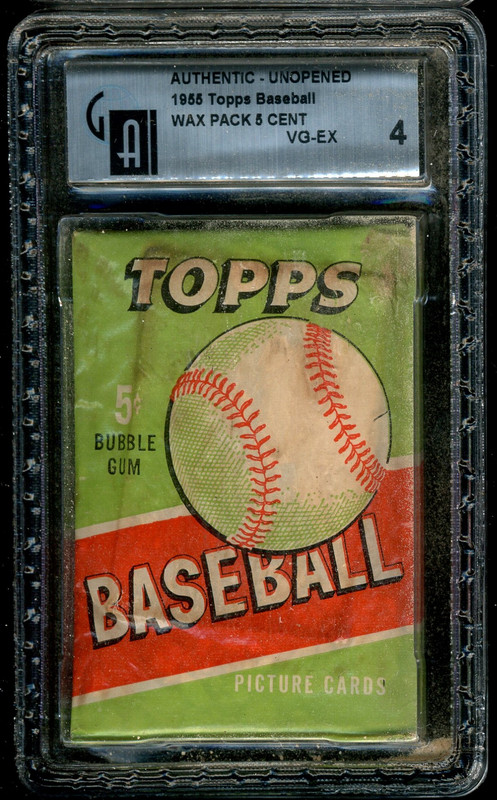 AUTHENTIC - UNOPENED
1955 Topps Baseball
WAX PACK 5 CENT
VG-EX
4
GAI
TOPPS
5¢
BUBBLE
GUM
BASEBALL
PICTURE CARDS